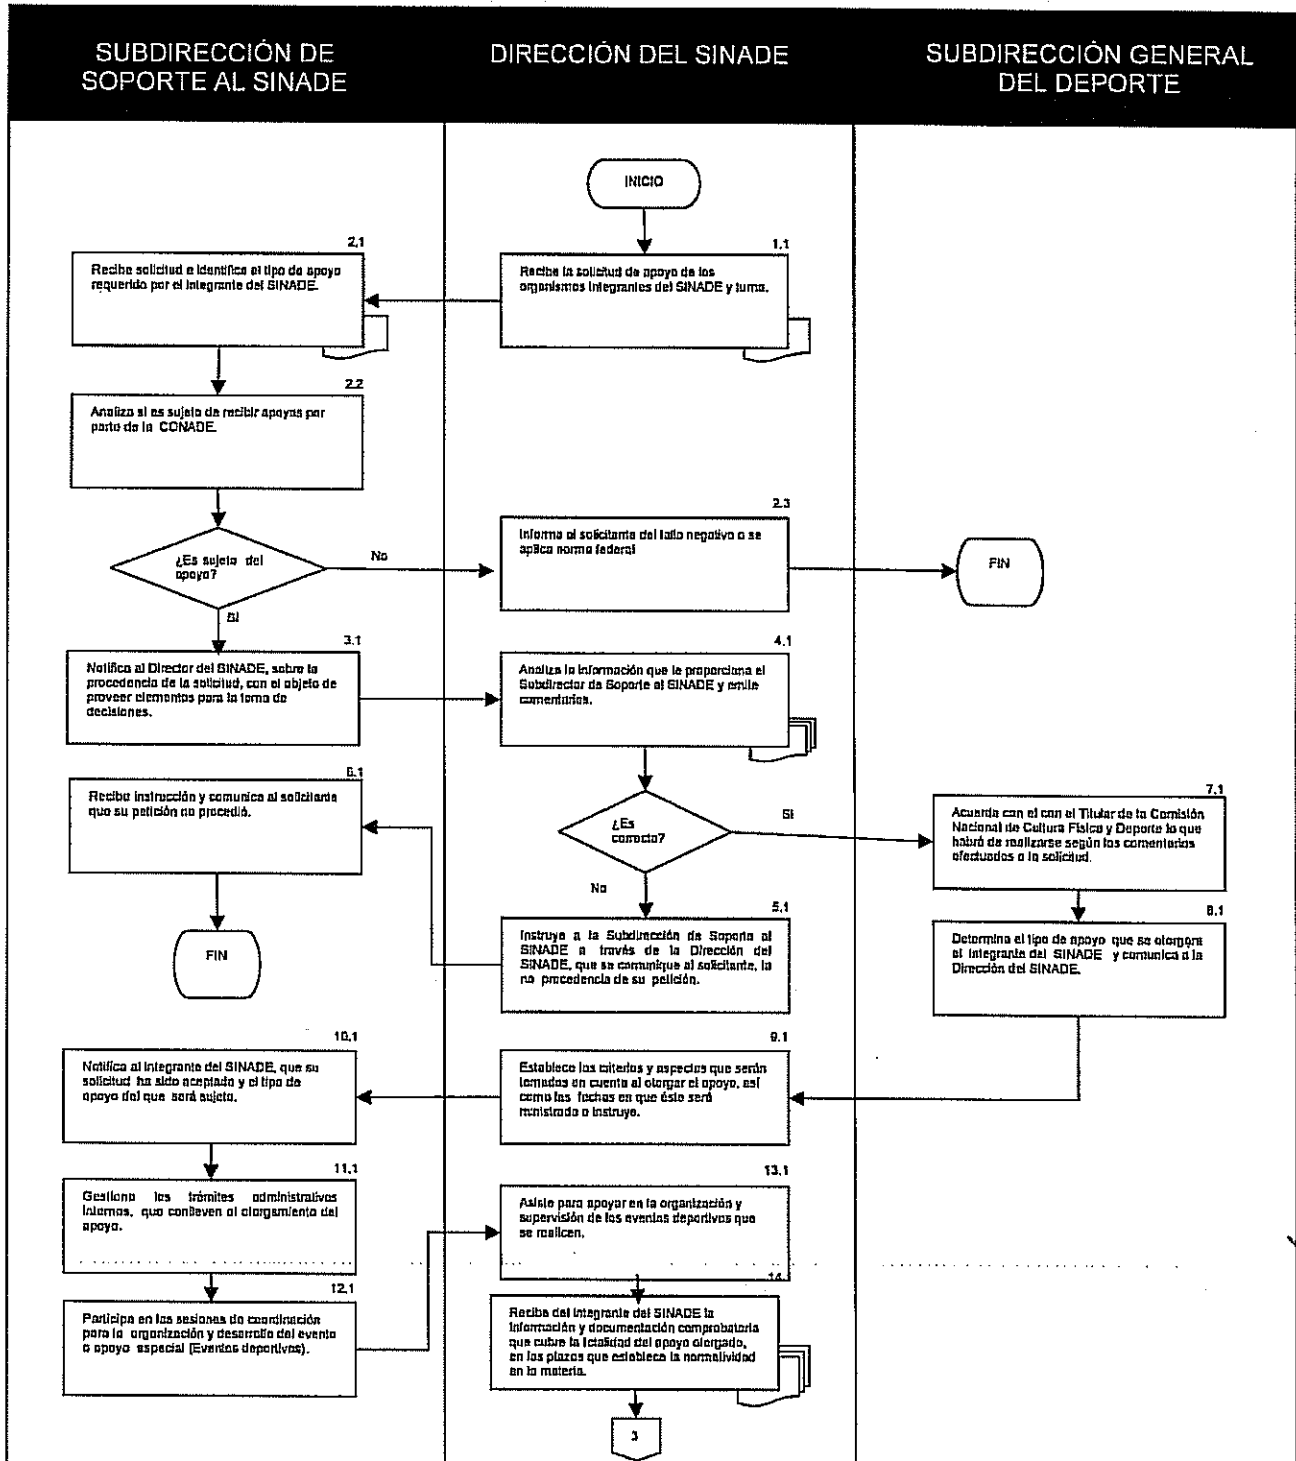 SUBDIRECCIÓN DE
SOPORTE AL SINADE
DIRECCIÓN DEL SINADE
SUBDIRECCIÓN GENERAL
DEL DEPORTE
INICIO
1.1
Recibe la solicitud de apoyo de los
organismos integrantes del SINADE y turna.
2.1
Recibe solicitud e identifica el tipo de apoyo
requerido por el integrante del SINADE.
2.2
Analiza si es sujeto de recibir apoyos por
parte de la CONADE.
¿Es sujeto del
apoyo?
No
SI
2.3
Informa al solicitante del fallo negativo o se
aplica norma federal
FIN
3.1
Notifica al Director del SINADE, sobre la
procedencia de la solicitud, con el objeto de
proveer elementos para la toma de
decisiones.
4.1
Analiza la información que le proporciona el
Subdirector de Soporte al SINADE y emite
comentarios.
¿Es
correcto?
SI
No
5.1
Instruye a la Subdirección de Soporte al
SINADE a través de la Dirección del
SINADE, que se comunique al solicitante, la
no procedencia de su petición.
6.1
Recibe instrucción y comunica al solicitante
que su petición no procedió.
FIN
7.1
Acuerda con el con el Titular de la Comisión
Nacional de Cultura Física y Deporte lo que
habrá de realizarse según los comentarios
efectuados a la solicitud.
8.1
Determina el tipo de apoyo que se otorgara
al integrante del SINADE y comunica a la
Dirección del SINADE.
9.1
Establece los criterios y aspectos que serán
tomados en cuenta al otorgar el apoyo, así
como las fechas en que éste será
ministrado e instruye.
10.1
Notifica al integrante del SINADE, que su
solicitud ha sido aceptada y el tipo de
apoyo del que será sujeto.
11.1
Gestiona los trámites administrativos
internos, que conlleven al otorgamiento del
apoyo.
12.1
Participa en las sesiones de coordinación
para la organización y desarrollo del evento
o apoyo especial (Eventos deportivos).
13.1
Asiste para apoyar en la organización y
supervisión de los eventos deportivos que
se realicen.
14.
Recibe del integrante del SINADE la
información y documentación comprobatoria
que cubre la totalidad del apoyo otorgado,
en los plazos que establece la normatividad
en la materia.
3